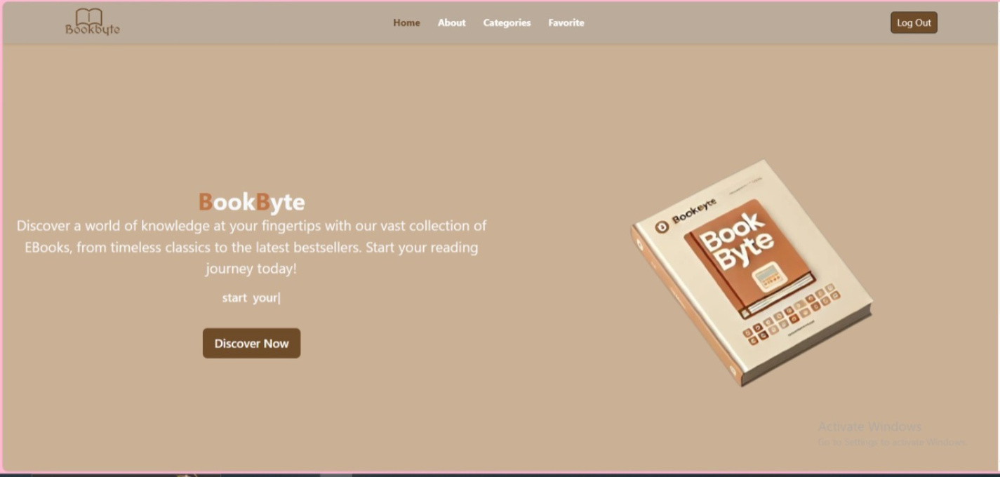 Bookbyte
Home About Categories Favorite
Log Out
BookByte
Discover a world of knowledge at your fingertips with our vast collection of
EBooks, from timeless classics to the latest bestsellers. Start your reading
journey today!
start your|
Discover Now
BookByte
Book
Byte
Activate Windows
Go to Settings to activate Windows.